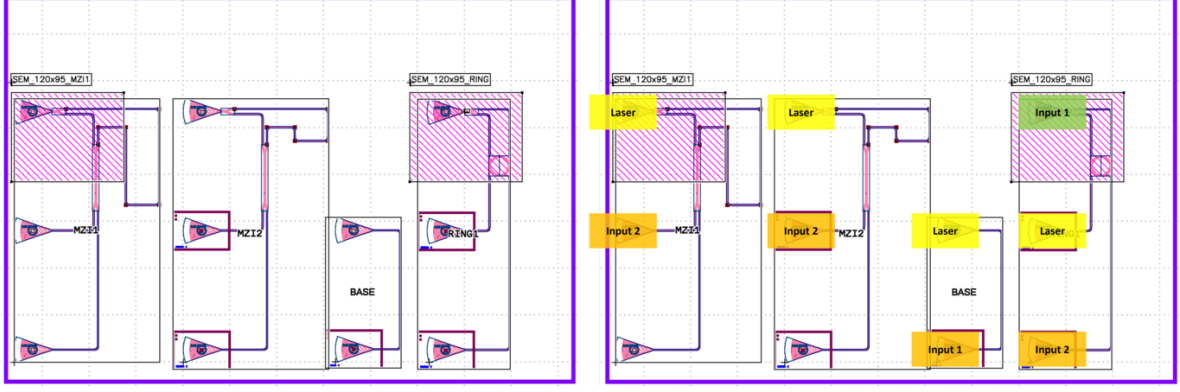 SEM_120x95_MZI1
SEM_120x95_RING
MZI1
MZI2
RING1
BASE
SEM_120x95_MZI1
SEM_120x95_RING
Laser
Laser
Input 1
Input 2
MZI1
Input 2
MZI2
Laser
Laser
BASE
Input 1
Input 2